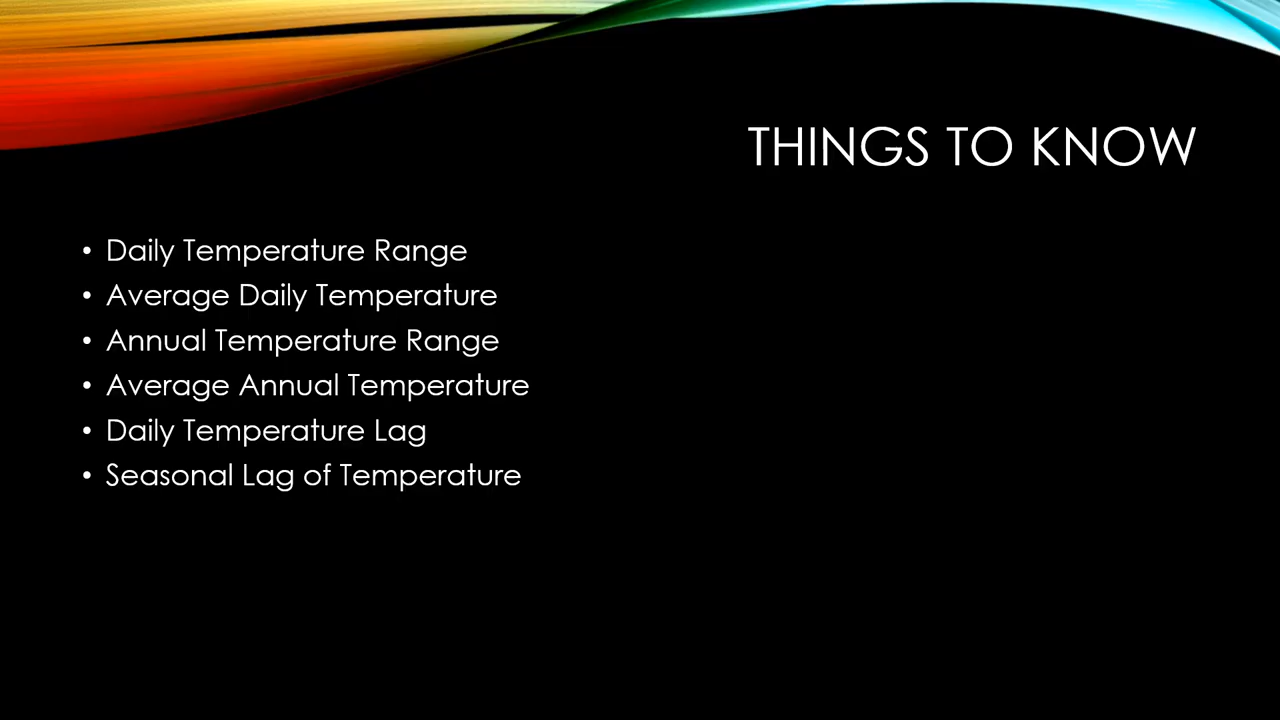 THINGS TO KNOW
• Daily Temperature Range
• Average Daily Temperature
• Annual Temperature Range
• Average Annual Temperature
• Daily Temperature Lag
• Seasonal Lag of Temperature